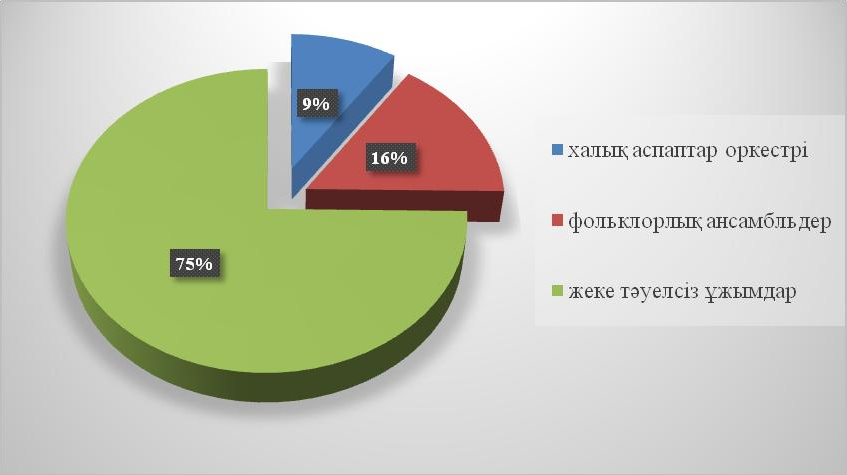 9%
16%
75%
халық аспаптар оркестрі
фольклорлық ансамбльдер
жеке тәуелсіз ұжымдар